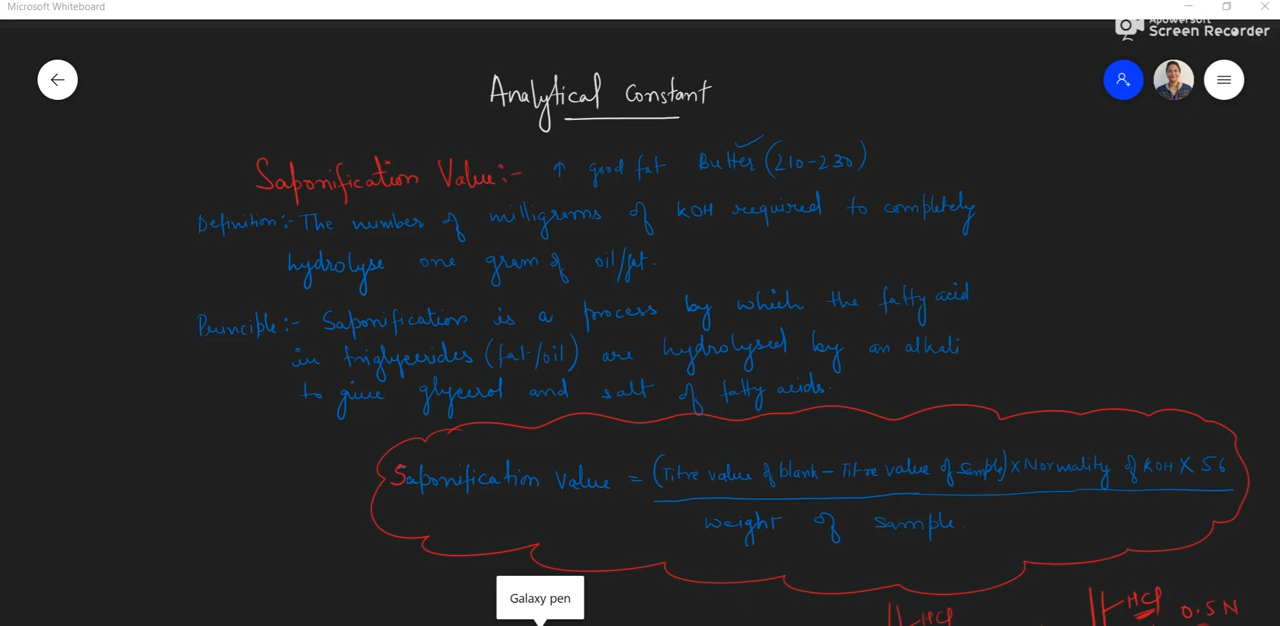 Microsoft Whiteboard
Apowersoft
Screen Recorder
Analytical Constant
Saponification Value:- ↑ good fat Butter (210-230)
Definition:- The number of milligrams of KOH required to completely
hydrolyse one gram of oil/fat.
Principle:- Saponification is a process by which the fatty acid
in triglycerides (fat/oil) are hydrolysed by an alkali
to give glycerol and salt of fatty acids.
Saponification Value = (Titre value of blank - Titre value of sample) × Normality of KOH × 56
weight of sample.
Galaxy pen
HCl
HCl 0.5N